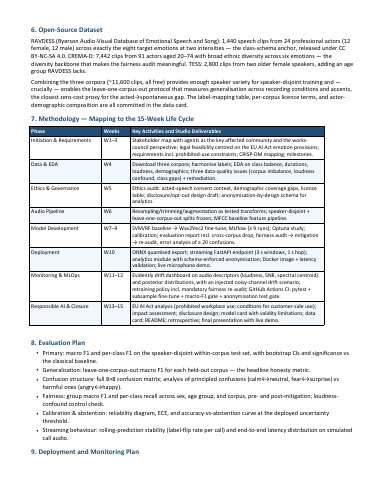 6. Open-Source Dataset
RAVDESS (Ryerson Audio-Visual Database of Emotional Speech and Song): 1,440 speech clips from 24 professional actors (12
female, 12 male) across exactly the eight target emotions at two intensities — the class-schema anchor, released under CC
BY-NC-SA 4.0. CREMA-D: 7,442 clips from 91 actors aged 20–74 with broad ethnic diversity across six emotions — the
diversity backbone that makes the fairness audit meaningful. TESS: 2,800 clips from two older female speakers, adding an
age group RAVDESS lacks.
Combining these three (~11,600 clips, all free) provides enough speaker variety for speaker-disjoint training and —
crucially — enables the leave-one-corpus-out protocol that measures generalisation across recording conditions and accents,
the closest zero-cost proxy for the acted-spontaneous gap. The label-mapping table, per-corpus licence terms, and actor-
demographic composition are all committed in the data card.
7. Methodology — Mapping to the 15-Week Life Cycle
Phase Weeks Key Activities and Studio Deliverables
Initiation & Requirements W1–3 Stakeholder map with agents as the key affected community and the works-
council perspective; legal feasibility centred on the EU AI Act emotion provisions;
requirements incl. prohibited-use constraints; CRISP-DM mapping; milestones.
Data & EDA W4 Three corpora downloaded; harmonised labels; EDA on class balance, durations,
loudness, demographics; three data-quality issues (corpus imbalance, loudness
confound, class gaps) + remediation.
Ethics & Governance W5 Ethics audit: acted-speech consent context, demographic coverage gaps, licence
table; disclosure/opt-out design draft; anonymisation-by-design schema for
analytics.
Audio Pipeline W6 Resampling/trimming/augmentation as tested transforms; speaker-disjoint +
leave-one-corpus-out splits frozen; MFCC baseline feature pipeline.
Model Development W7–9 SVM/RF baseline → Wav2Vec2 fine-tune; MLflow (≥ 9 runs), Optuna study;
calibration; evaluation report incl. cross-corpus drop, fairness audit → mitigation
→ re-audit, error analysis of ≥ 20 confusions.
Deployment W10 ONNX quantised export; streaming FastAPI endpoint (3 s windows, 1 s hop);
analytics module with schema-enforced anonymisation; Docker image + latency
validation; live microphone demo.
Monitoring & MLOps W11–12 Evidently drift dashboard on audio descriptors (loudness, SNR, spectral centroid)
and posterior distributions, with an injected noisy-channel drift scenario;
retraining policy incl. mandatory fairness re-audit; GitHub Actions CI: pytest +
subsample fine-tune + macro-F1 gate + anonymisation test gate.
Responsible AI & Closure W13–15 EU AI Act analysis (prohibited workplace use; conditions for customer-side use);
impact assessment; disclosure design; model card with validity limitations; data
card; README; retrospective; final presentation with live demo.
8. Evaluation Plan
• Primary: macro F1 and per-class F1 on the speaker-disjoint within-corpus test set, with bootstrap CIs and significance vs
the classical baseline.
• Generalisation: leave-one-corpus-out macro F1 for each held-out corpus — the headline honesty metric.
• Confusion structure: full 8×8 confusion matrix; analysis of principled confusions (calm↔neutral, fear↔surprise) vs
harmful ones (angry↔happy).
• Fairness: group macro F1 and per-class recall across sex, age group, and corpus, pre- and post-mitigation; loudness-
confound control check.
• Calibration & abstention: reliability diagram, ECE, and accuracy-vs-abstention curve at the deployed uncertainty
threshold.
• Streaming behaviour: rolling-prediction stability (label-flip rate per call) and end-to-end latency distribution on simulated
call audio.
9. Deployment and Monitoring Plan